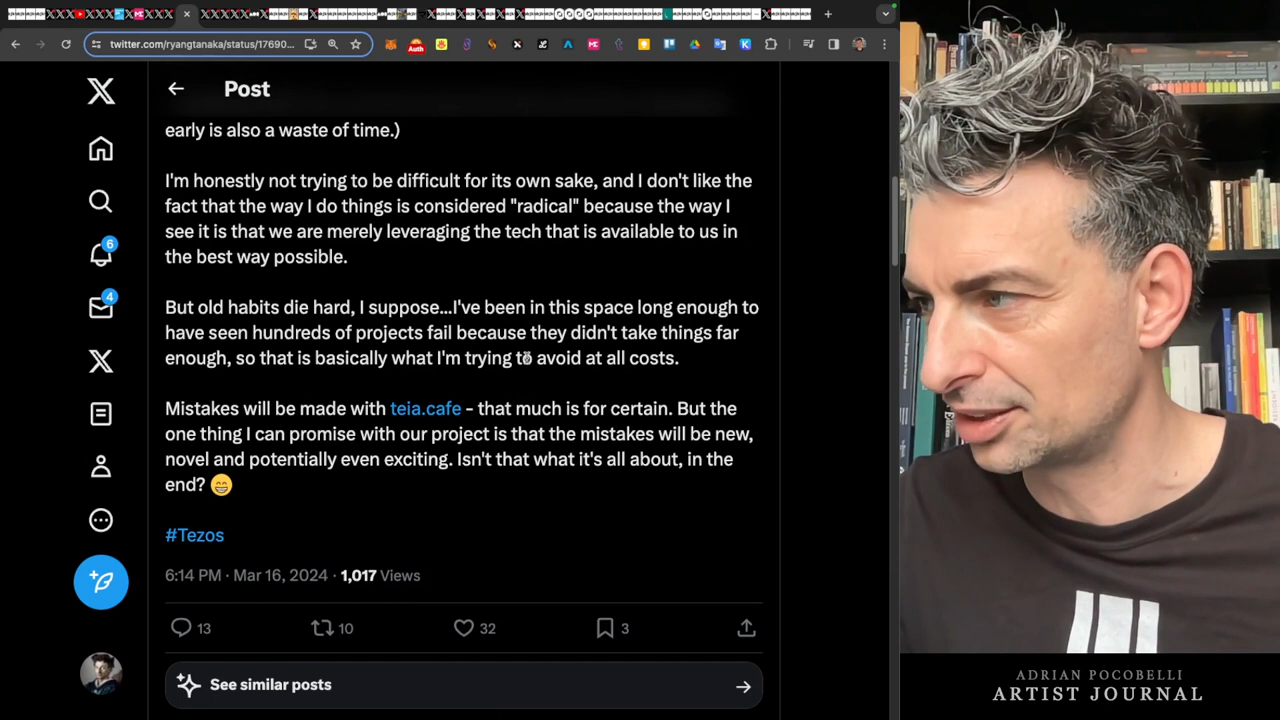 twitter.com/ryangtanaka/status/17690...
Auth
Post
early is also a waste of time.)
I'm honestly not trying to be difficult for its own sake, and I don't like the
fact that the way I do things is considered "radical" because the way I
see it is that we are merely leveraging the tech that is available to us in
the best way possible.
But old habits die hard, I suppose...I've been in this space long enough to
have seen hundreds of projects fail because they didn't take things far
enough, so that is basically what I'm trying to avoid at all costs.
Mistakes will be made with teia.cafe - that much is for certain. But the
one thing I can promise with our project is that the mistakes will be new,
novel and potentially even exciting. Isn't that what it's all about, in the
end? 😁
#Tezos
6:14 PM · Mar 16, 2024 · 1,017 Views
13 10 32 3
See similar posts
6
4
ADRIAN POCOBELLI
ARTIST JOURNAL